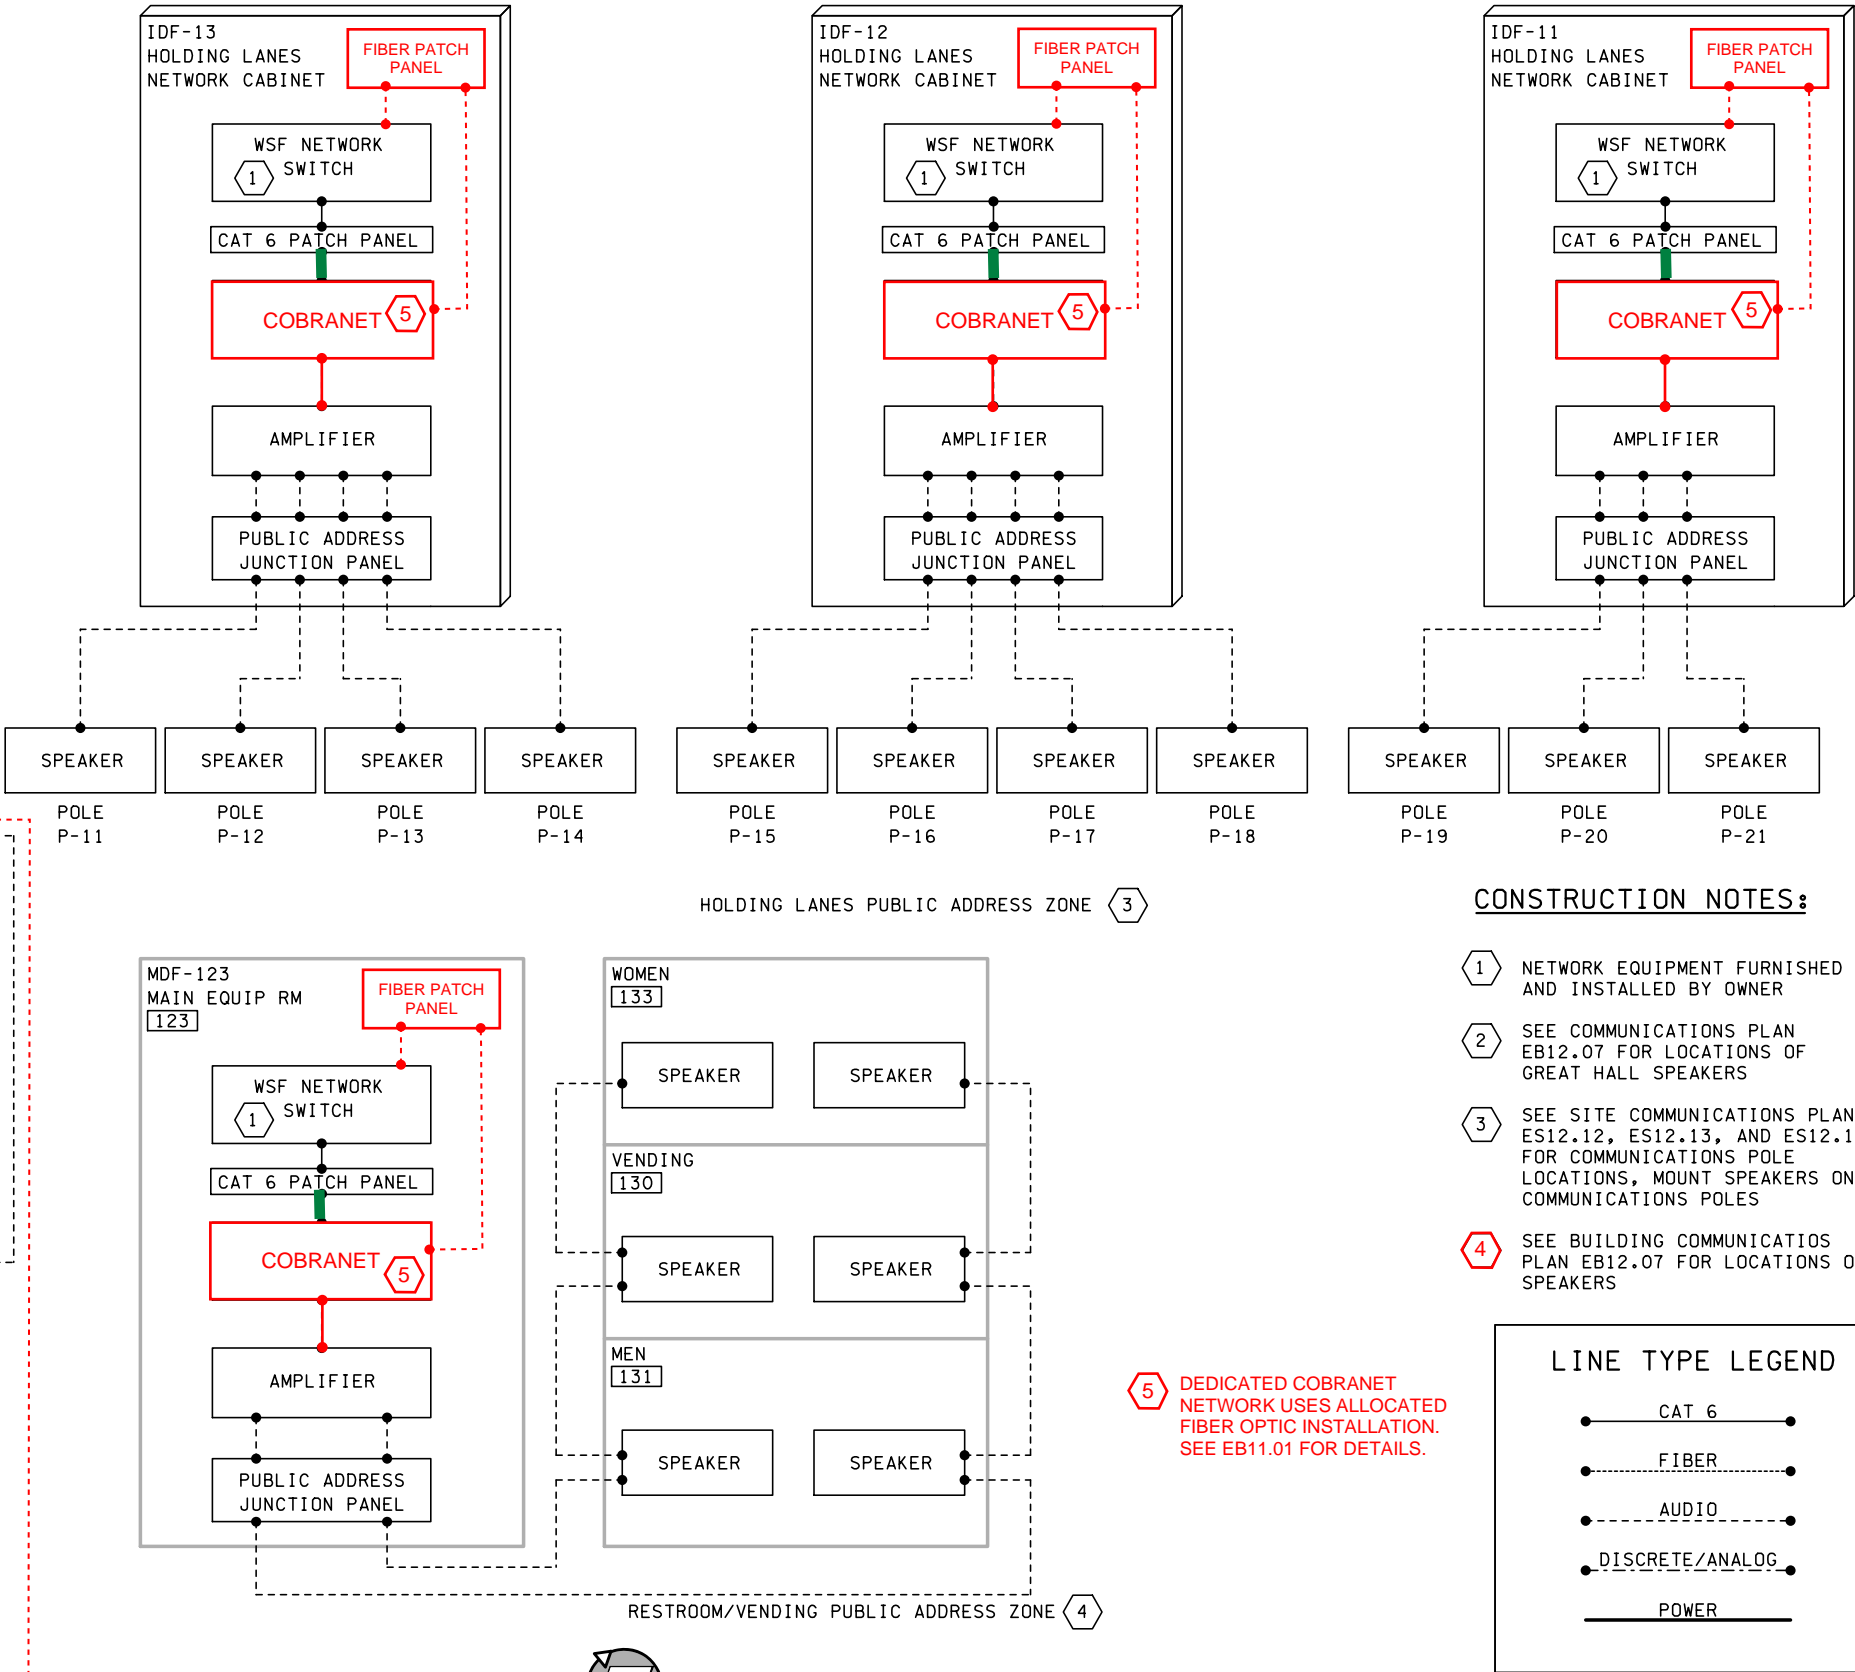 IDF-13
HOLDING LANES
NETWORK CABINET
FIBER PATCH
PANEL
WSF NETWORK
SWITCH
1
CAT 6 PATCH PANEL
COBRANET
5
AMPLIFIER
PUBLIC ADDRESS
JUNCTION PANEL
SPEAKER
SPEAKER
SPEAKER
SPEAKER
POLE
P-11
POLE
P-12
POLE
P-13
POLE
P-14
IDF-12
HOLDING LANES
NETWORK CABINET
FIBER PATCH
PANEL
WSF NETWORK
SWITCH
1
CAT 6 PATCH PANEL
COBRANET
5
AMPLIFIER
PUBLIC ADDRESS
JUNCTION PANEL
SPEAKER
SPEAKER
SPEAKER
SPEAKER
POLE
P-15
POLE
P-16
POLE
P-17
POLE
P-18
IDF-11
HOLDING LANES
NETWORK CABINET
FIBER PATCH
PANEL
WSF NETWORK
SWITCH
1
CAT 6 PATCH PANEL
COBRANET
5
AMPLIFIER
PUBLIC ADDRESS
JUNCTION PANEL
SPEAKER
SPEAKER
SPEAKER
POLE
P-19
POLE
P-20
POLE
P-21
HOLDING LANES PUBLIC ADDRESS ZONE 3
MDF-123
MAIN EQUIP RM
123
FIBER PATCH
PANEL
WSF NETWORK
SWITCH
1
CAT 6 PATCH PANEL
COBRANET
5
AMPLIFIER
PUBLIC ADDRESS
JUNCTION PANEL
WOMEN
133
SPEAKER
SPEAKER
VENDING
130
SPEAKER
SPEAKER
MEN
131
SPEAKER
SPEAKER
RESTROOM/VENDING PUBLIC ADDRESS ZONE 4
5 DEDICATED COBRANET
NETWORK USES ALLOCATED
FIBER OPTIC INSTALLATION.
SEE EB11.01 FOR DETAILS.
CONSTRUCTION NOTES:
1 NETWORK EQUIPMENT FURNISHED
AND INSTALLED BY OWNER
2 SEE COMMUNICATIONS PLAN
EB12.07 FOR LOCATIONS OF
GREAT HALL SPEAKERS
3 SEE SITE COMMUNICATIONS PLAN
ES12.12, ES12.13, AND ES12.1
FOR COMMUNICATIONS POLE
LOCATIONS, MOUNT SPEAKERS ON
COMMUNICATIONS POLES
4 SEE BUILDING COMMUNICATIOS
PLAN EB12.07 FOR LOCATIONS O
SPEAKERS
LINE TYPE LEGEND
CAT 6
FIBER
AUDIO
DISCRETE/ANALOG
POWER